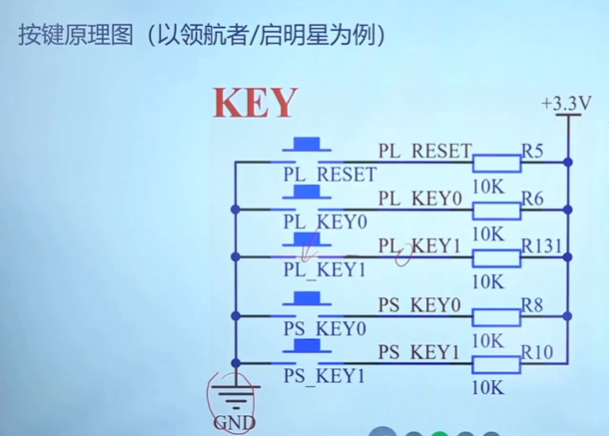 按键原理图（以领航者/启明星为例）
KEY
+3.3V
PL_RESET
R5
PL_RESET
10K
PL_KEY0
R6
PL_KEY0
10K
PL_KEY1
R131
PL_KEY1
10K
PS_KEY0
R8
PS_KEY0
10K
PS_KEY1
R10
PS_KEY1
10K
GND